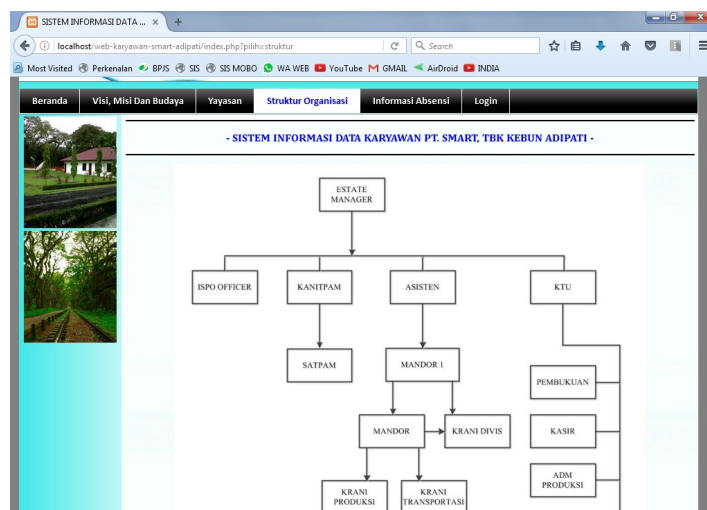 SISTEM INFORMASI DATA ... ×
localhost/web-karyawan-smart-adipati/index.php?pilih=struktur
Search
Most Visited Perkenalan BPJS SIS SIS MOBO WA WEB YouTube GMAIL AirDroid INDIA
Beranda Visi, Misi Dan Budaya Yayasan Struktur Organisasi Informasi Absensi Login
- SISTEM INFORMASI DATA KARYAWAN PT. SMART, TBK KEBUN ADIPATI -
ESTATE
MANAGER
ISPO OFFICER KANITPAM ASISTEN KTU
SATPAM MANDOR 1
PEMBUKUAN
MANDOR KRANI DIVIS KASIR
ADM
PRODUKSI
KRANI
PRODUKSI
KRANI
TRANSPORTASI